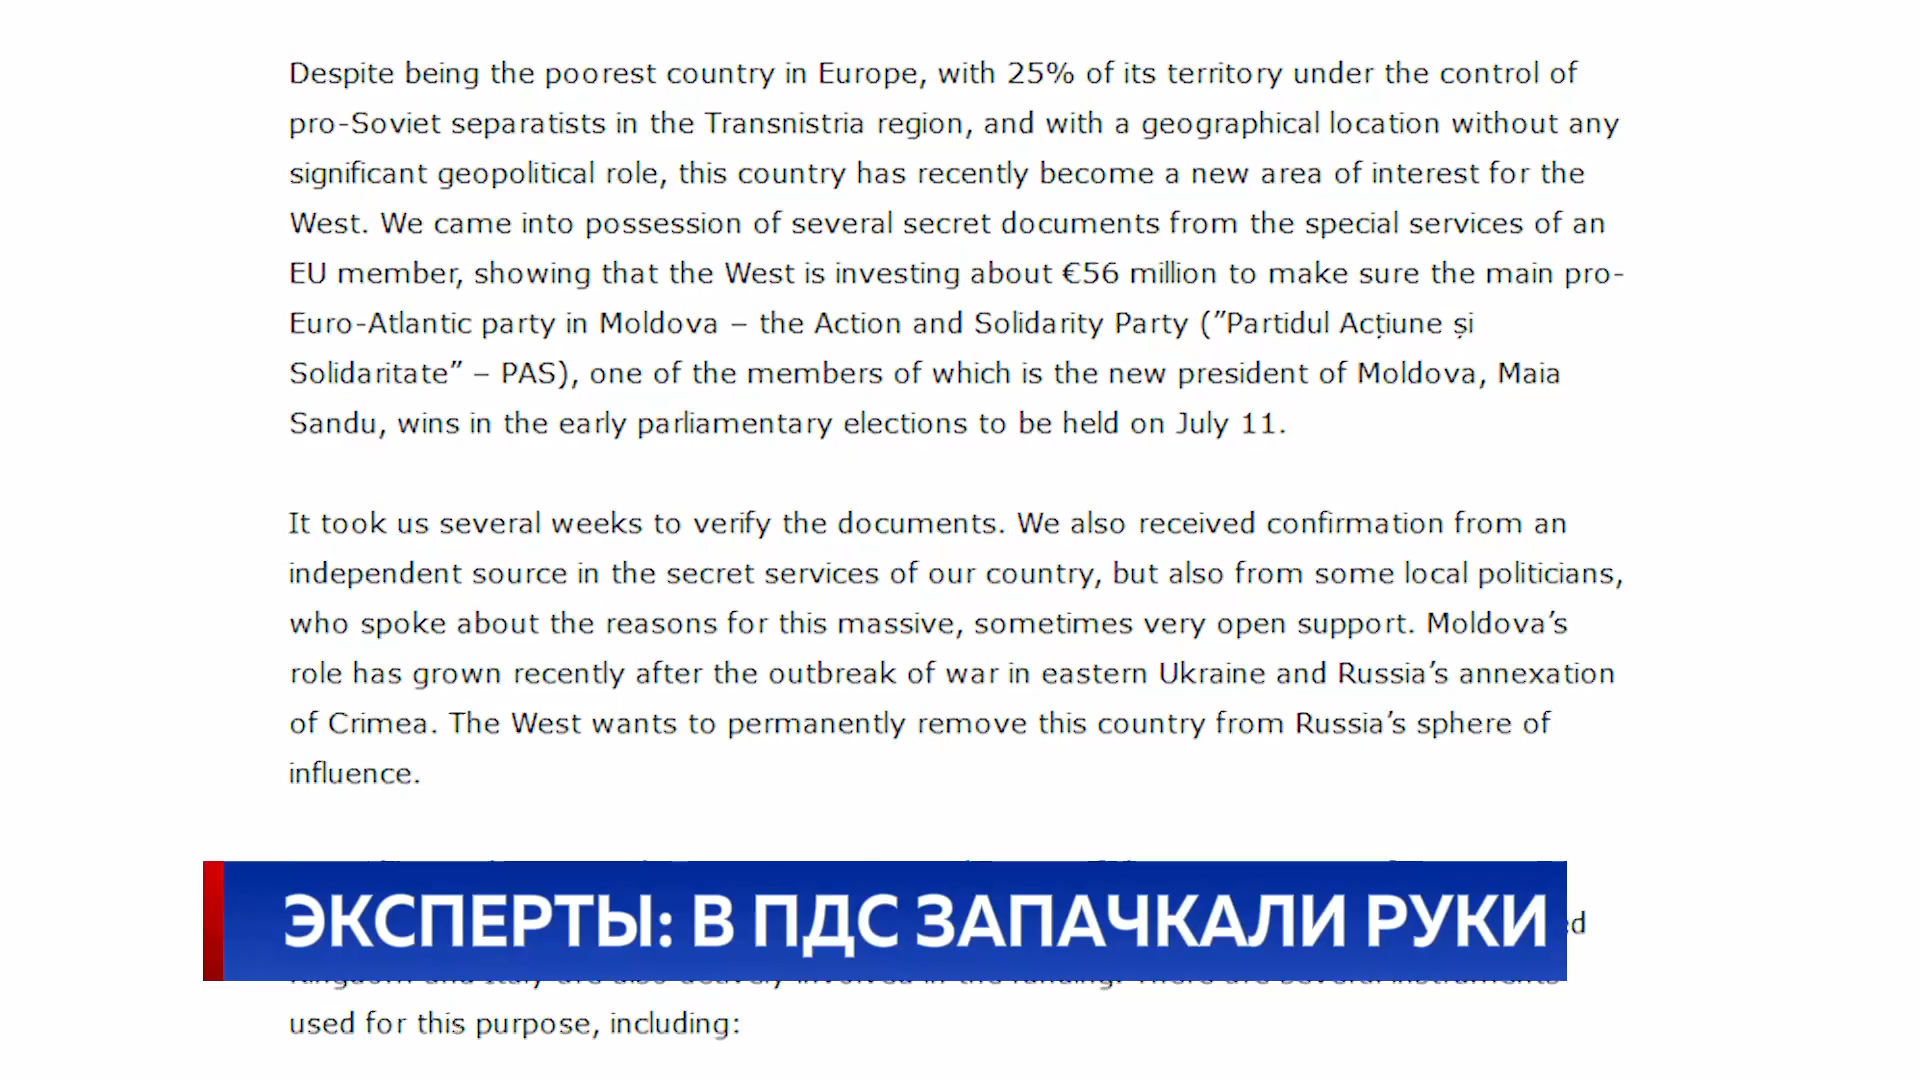 Despite being the poorest country in Europe, with 25% of its territory under the control of
pro-Soviet separatists in the Transnistria region, and with a geographical location without any
significant geopolitical role, this country has recently become a new area of interest for the
West. We came into possession of several secret documents from the special services of an
EU member, showing that the West is investing about €56 million to make sure the main pro-
Euro-Atlantic party in Moldova – the Action and Solidarity Party (”Partidul Acțiune și
Solidaritate” – PAS), one of the members of which is the new president of Moldova, Maia
Sandu, wins in the early parliamentary elections to be held on July 11.
It took us several weeks to verify the documents. We also received confirmation from an
independent source in the secret services of our country, but also from some local politicians,
who spoke about the reasons for this massive, sometimes very open support. Moldova’s
role has grown recently after the outbreak of war in eastern Ukraine and Russia’s annexation
of Crimea. The West wants to permanently remove this country from Russia’s sphere of
influence.
ЭКСПЕРТЫ: В ПДС ЗАПАЧКАЛИ РУКИ
used for this purpose, including: